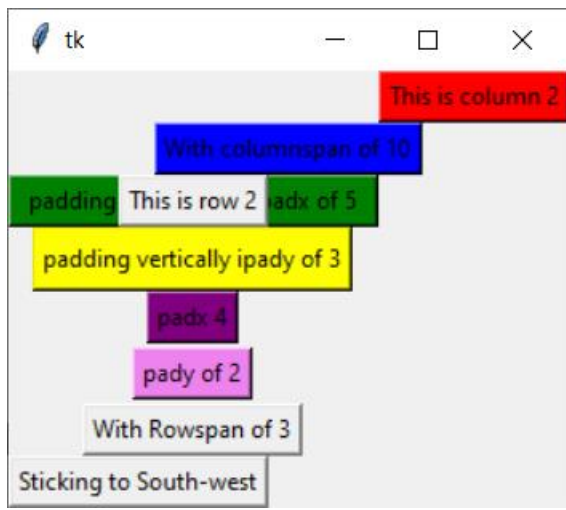 tk
This is column 2
With columnspan of 10
padding This is row 2 adx of 5
padding vertically ipady of 3
padx 4
pady of 2
With Rowspan of 3
Sticking to South-west